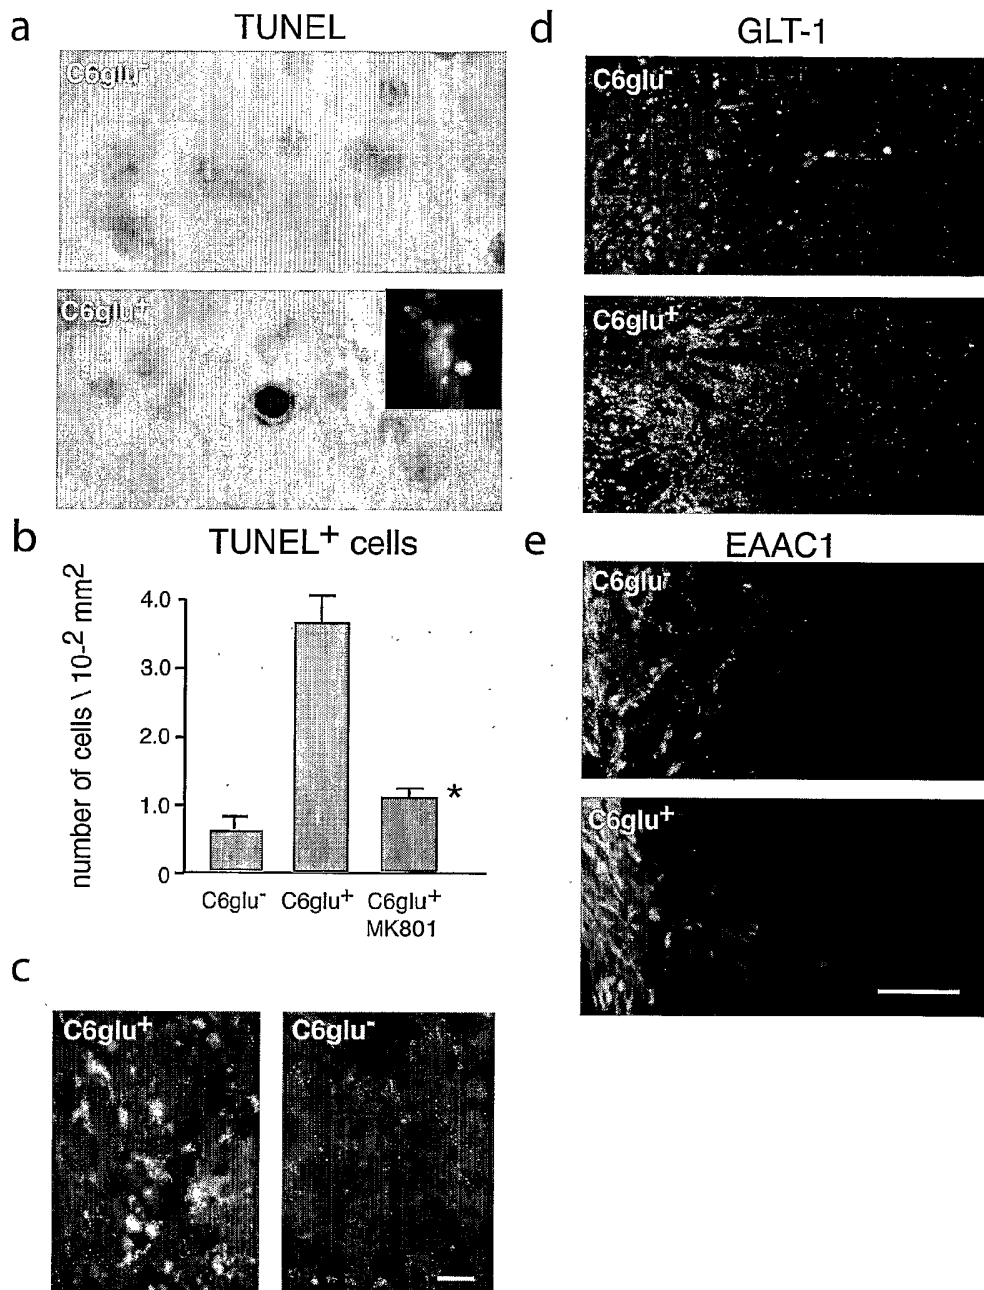 a
TUNEL
C6glu-
C6glu+
b
TUNEL+ cells
number of cells \ 10-2 mm2
4.0
3.0
2.0
1.0
0
*
C6glu- C6glu+ C6glu+
MK801
c
C6glu+ C6glu-
d
GLT-1
C6glu-
C6glu+
e
EAAC1
C6glu-
C6glu+